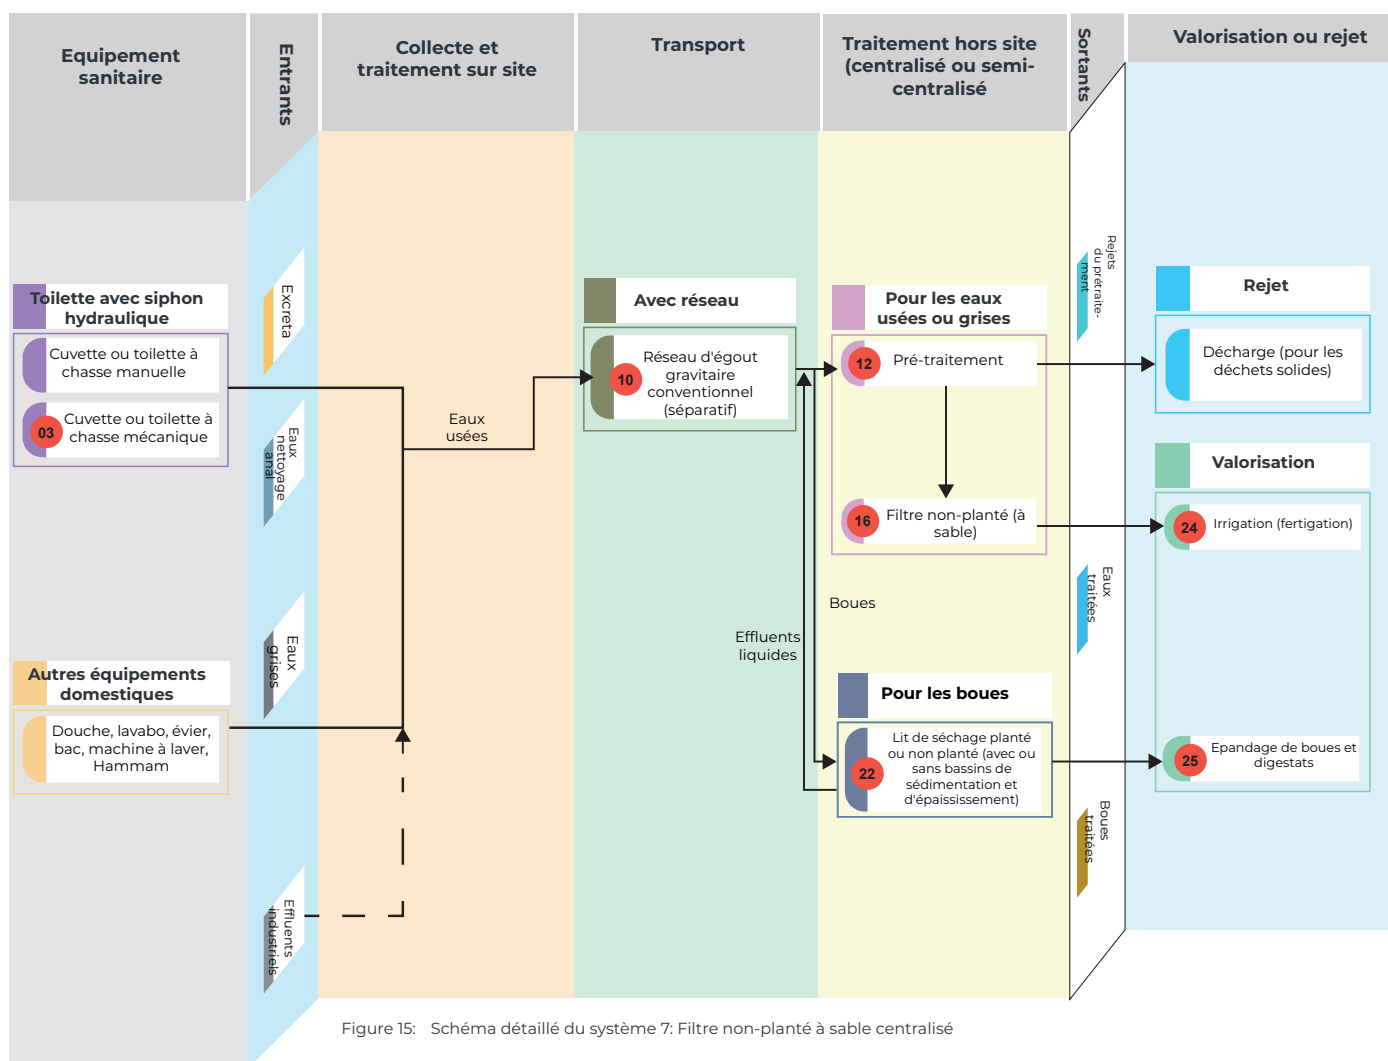 Equipement
sanitaire
Entrants
Collecte et
traitement sur site
Transport
Traitement hors site
(centralisé ou semi-
centralisé
Sortants
Valorisation ou rejet
Toilette avec siphon
hydraulique
Cuvette ou toilette à
chasse manuelle
03
Cuvette ou toilette à
chasse mécanique
Autres équipements
domestiques
Douche, lavabo, évier,
bac, machine à laver,
Hammam
Excreta
Eaux
nettoyage
anal
Eaux
grises
Effluents
industriels
Eaux
usées
Avec réseau
10
Réseau d'égout
gravitaire
conventionnel
(séparatif)
Effluents
liquides
Boues
Pour les eaux
usées ou grises
12
Pré-traitement
16
Filtre non-planté (à
sable)
Pour les boues
22
Lit de séchage planté
ou non planté (avec ou
sans bassins de
sédimentation et
d'épaississement)
Rejets
du prétraite-
ment
Eaux
traitées
Boues
traitées
Rejet
Décharge (pour les
déchets solides)
Valorisation
24
Irrigation (fertigation)
25
Epandage de boues et
digestats
Figure 15: Schéma détaillé du système 7: Filtre non-planté à sable centralisé